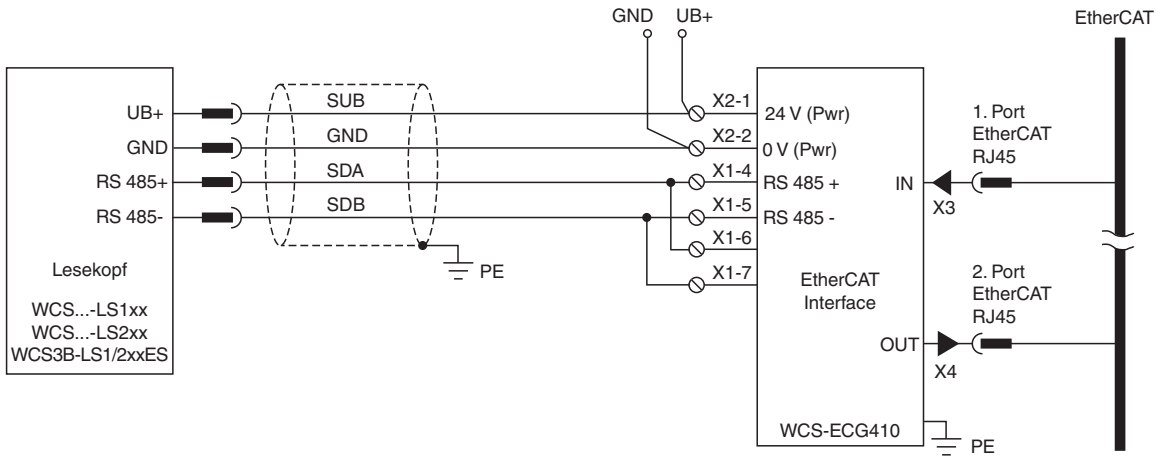 GND
UB+
EtherCAT
UB+
GND
RS 485+
RS 485-
Lesekopf
WCS...-LS1xx
WCS...-LS2xx
WCS3B-LS1/2xxES
SUB
GND
SDA
SDB
PE
X2-1
X2-2
X1-4
X1-5
X1-6
X1-7
24 V (Pwr)
0 V (Pwr)
RS 485 +
RS 485 -
IN
EtherCAT
Interface
OUT
WCS-ECG410
PE
X3
1. Port
EtherCAT
RJ45
X4
2. Port
EtherCAT
RJ45